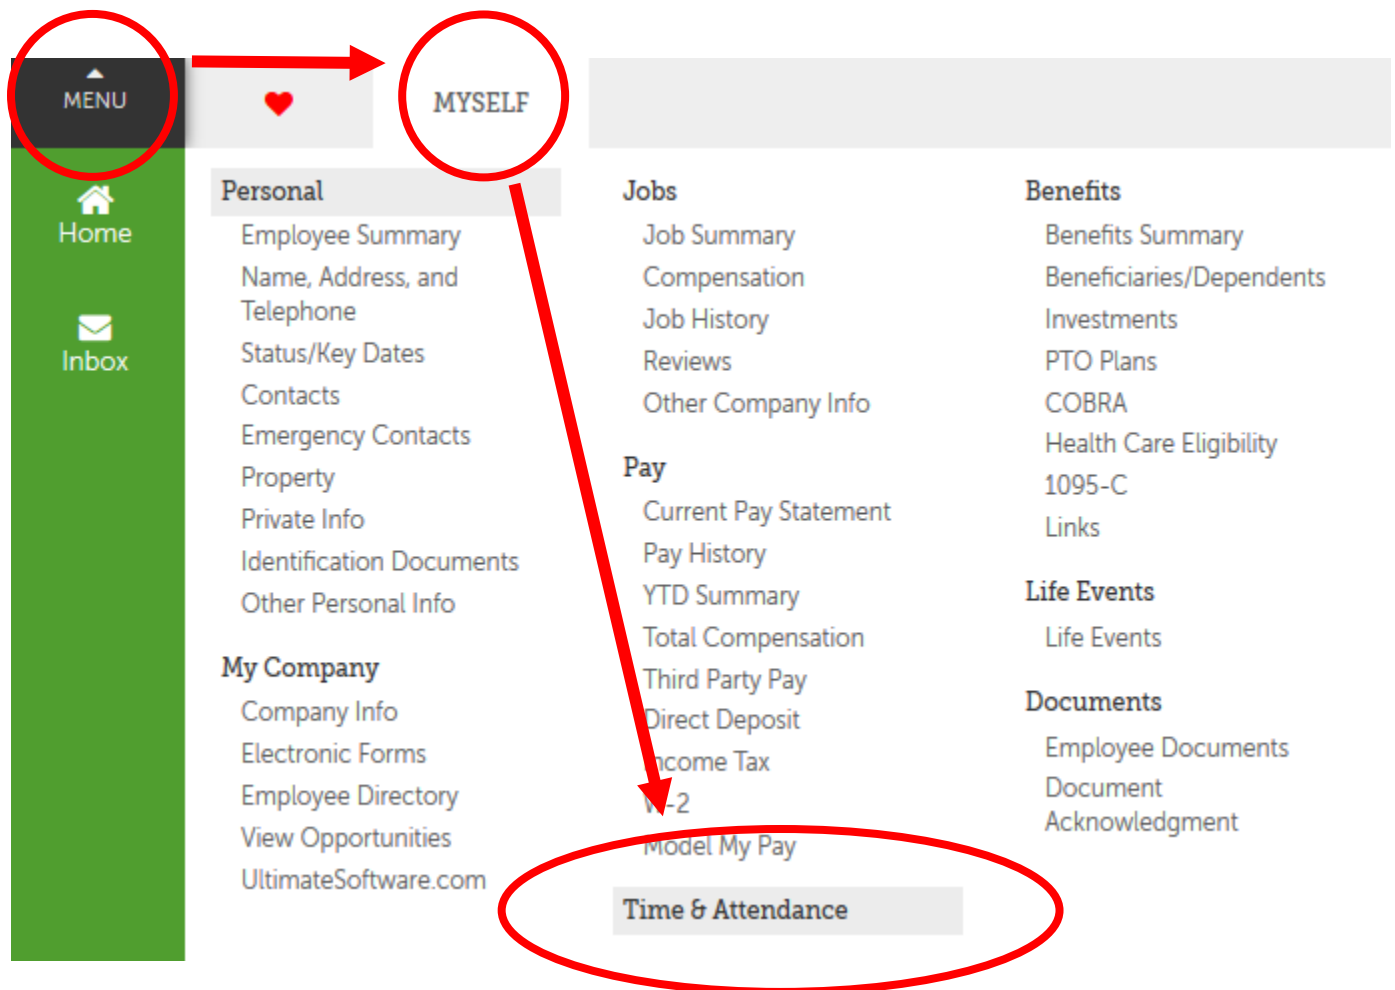 MENU
MYSELF
Home
Inbox
Personal
Employee Summary
Name, Address, and
Telephone
Status/Key Dates
Contacts
Emergency Contacts
Property
Private Info
Identification Documents
Other Personal Info
My Company
Company Info
Electronic Forms
Employee Directory
View Opportunities
UltimateSoftware.com
Jobs
Job Summary
Compensation
Job History
Reviews
Other Company Info
Pay
Current Pay Statement
Pay History
YTD Summary
Total Compensation
Third Party Pay
Direct Deposit
Income Tax
W-2
Model My Pay
Time & Attendance
Benefits
Benefits Summary
Beneficiaries/Dependents
Investments
PTO Plans
COBRA
Health Care Eligibility
1095-C
Links
Life Events
Life Events
Documents
Employee Documents
Document
Acknowledgment